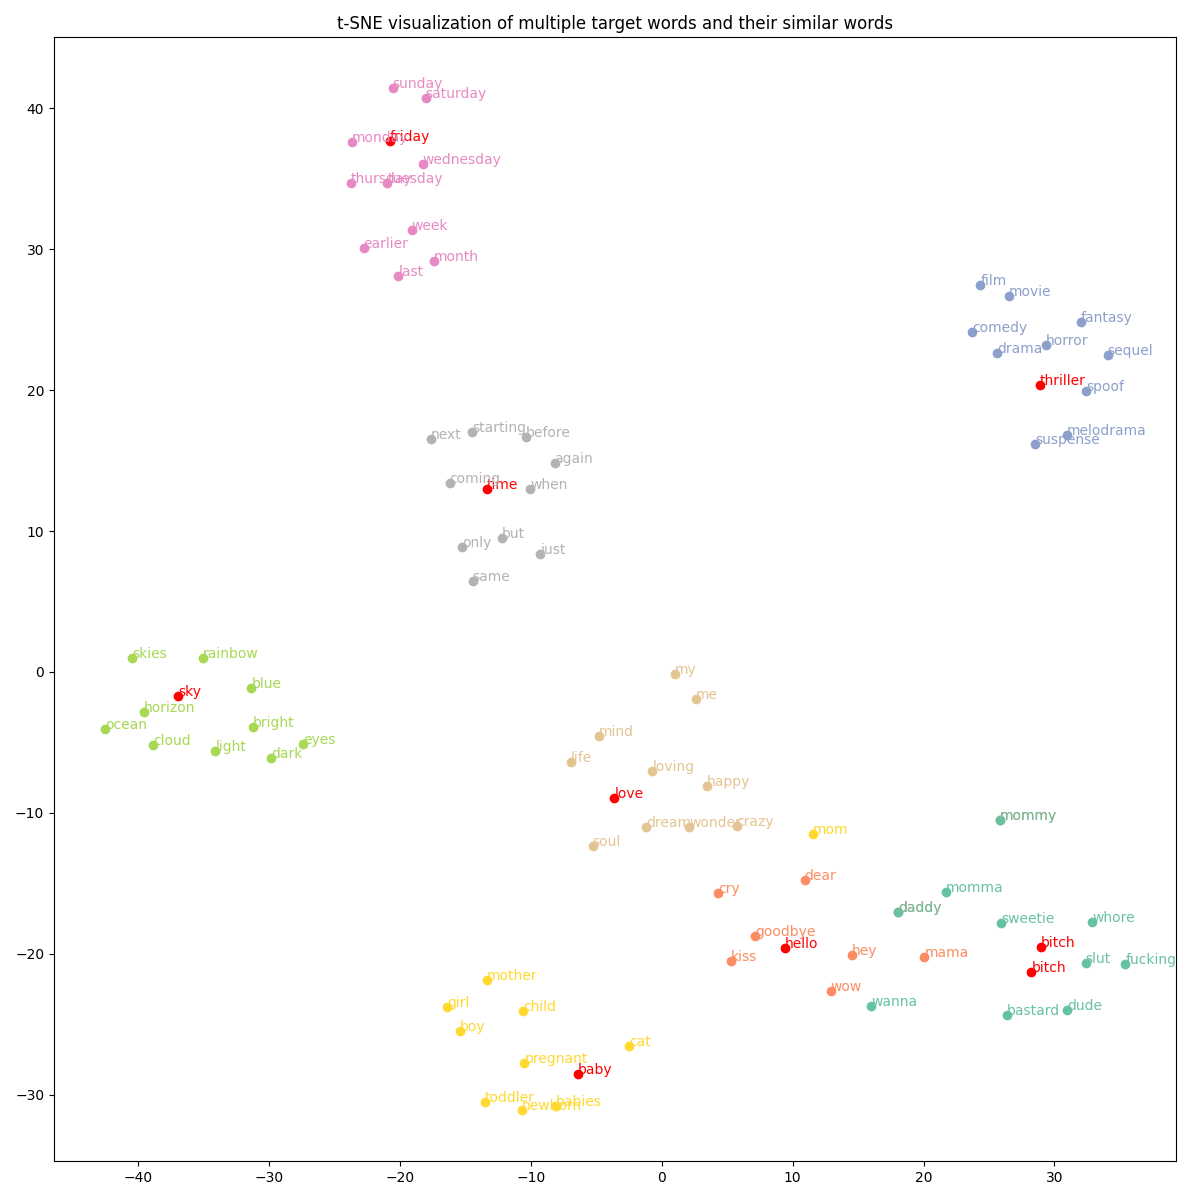 t-SNE visualization of multiple target words and their similar words
40
30
20
10
0
−10
−20
−30
sunday
saturday
monday
friday
wednesday
thursday
tuesday
week
earlier
month
last
film
movie
fantasy
comedy
horror
drama
sequel
thriller
spoof
melodrama
suspense
next
starting
before
again
coming
time
when
but
only
just
same
skies
rainbow
blue
sky
horizon
ocean
bright
cloud
light
eyes
dark
my
me
mind
life
loving
happy
love
dream
wonder
crazy
soul
mom
mommy
dear
cry
momma
daddy
sweetie
whore
goodbye
hello
bitch
hey
mama
kiss
slut
fucking
bitch
wow
wanna
dude
bastard
mother
girl
child
boy
cat
pregnant
baby
toddler
newborn
babies
−40
−30
−20
−10
0
10
20
30